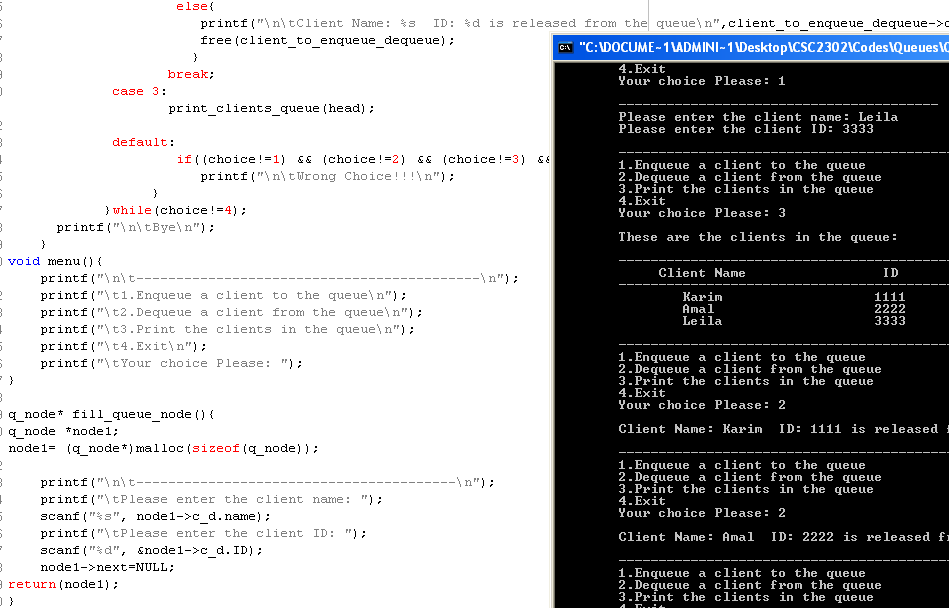 else{
printf("\n\tClient Name: %s  ID: %d is released from the queue\n",client_to_enqueue_dequeue->
free(client_to_enqueue_dequeue);
}
break;
case 3:
print_clients_queue(head);
default:
if((choice!=1) && (choice!=2) && (choice!=3) &&
printf("\n\tWrong Choice!!!\n");
}
}while(choice!=4);
printf("\n\tBye\n");
}
void menu(){
printf("\n\t-------------------------------------------\n");
printf("\t1.Enqueue a client to the queue\n");
printf("\t2.Dequeue a client from the queue\n");
printf("\t3.Print the clients in the queue\n");
printf("\t4.Exit\n");
printf("\tYour choice Please: ");
}
q_node* fill_queue_node(){
q_node *node1;
node1= (q_node*)malloc(sizeof(q_node));
printf("\n\t----------------------------------------\n");
printf("\tPlease enter the client name: ");
scanf("%s", node1->c_d.name);
printf("\tPlease enter the client ID: ");
scanf("%d", &node1->c_d.ID);
node1->next=NULL;
return(node1);
}
"C:\DOCUME~1\ADMINI~1\Desktop\CSC2302\Codes\Queues\
4.Exit
Your choice Please: 1
----------------------------------------
Please enter the client name: Leila
Please enter the client ID: 3333
------------------------------------------
1.Enqueue a client to the queue
2.Dequeue a client from the queue
3.Print the clients in the queue
4.Exit
Your choice Please: 3
These are the clients in the queue:
------------------------------------------
Client Name ID
------------------------------------------
Karim 1111
Amal 2222
Leila 3333
------------------------------------------
1.Enqueue a client to the queue
2.Dequeue a client from the queue
3.Print the clients in the queue
4.Exit
Your choice Please: 2
Client Name: Karim  ID: 1111 is released
------------------------------------------
1.Enqueue a client to the queue
2.Dequeue a client from the queue
3.Print the clients in the queue
4.Exit
Your choice Please: 2
Client Name: Amal  ID: 2222 is released
------------------------------------------
1.Enqueue a client to the queue
2.Dequeue a client from the queue
3.Print the clients in the queue
4.Exit